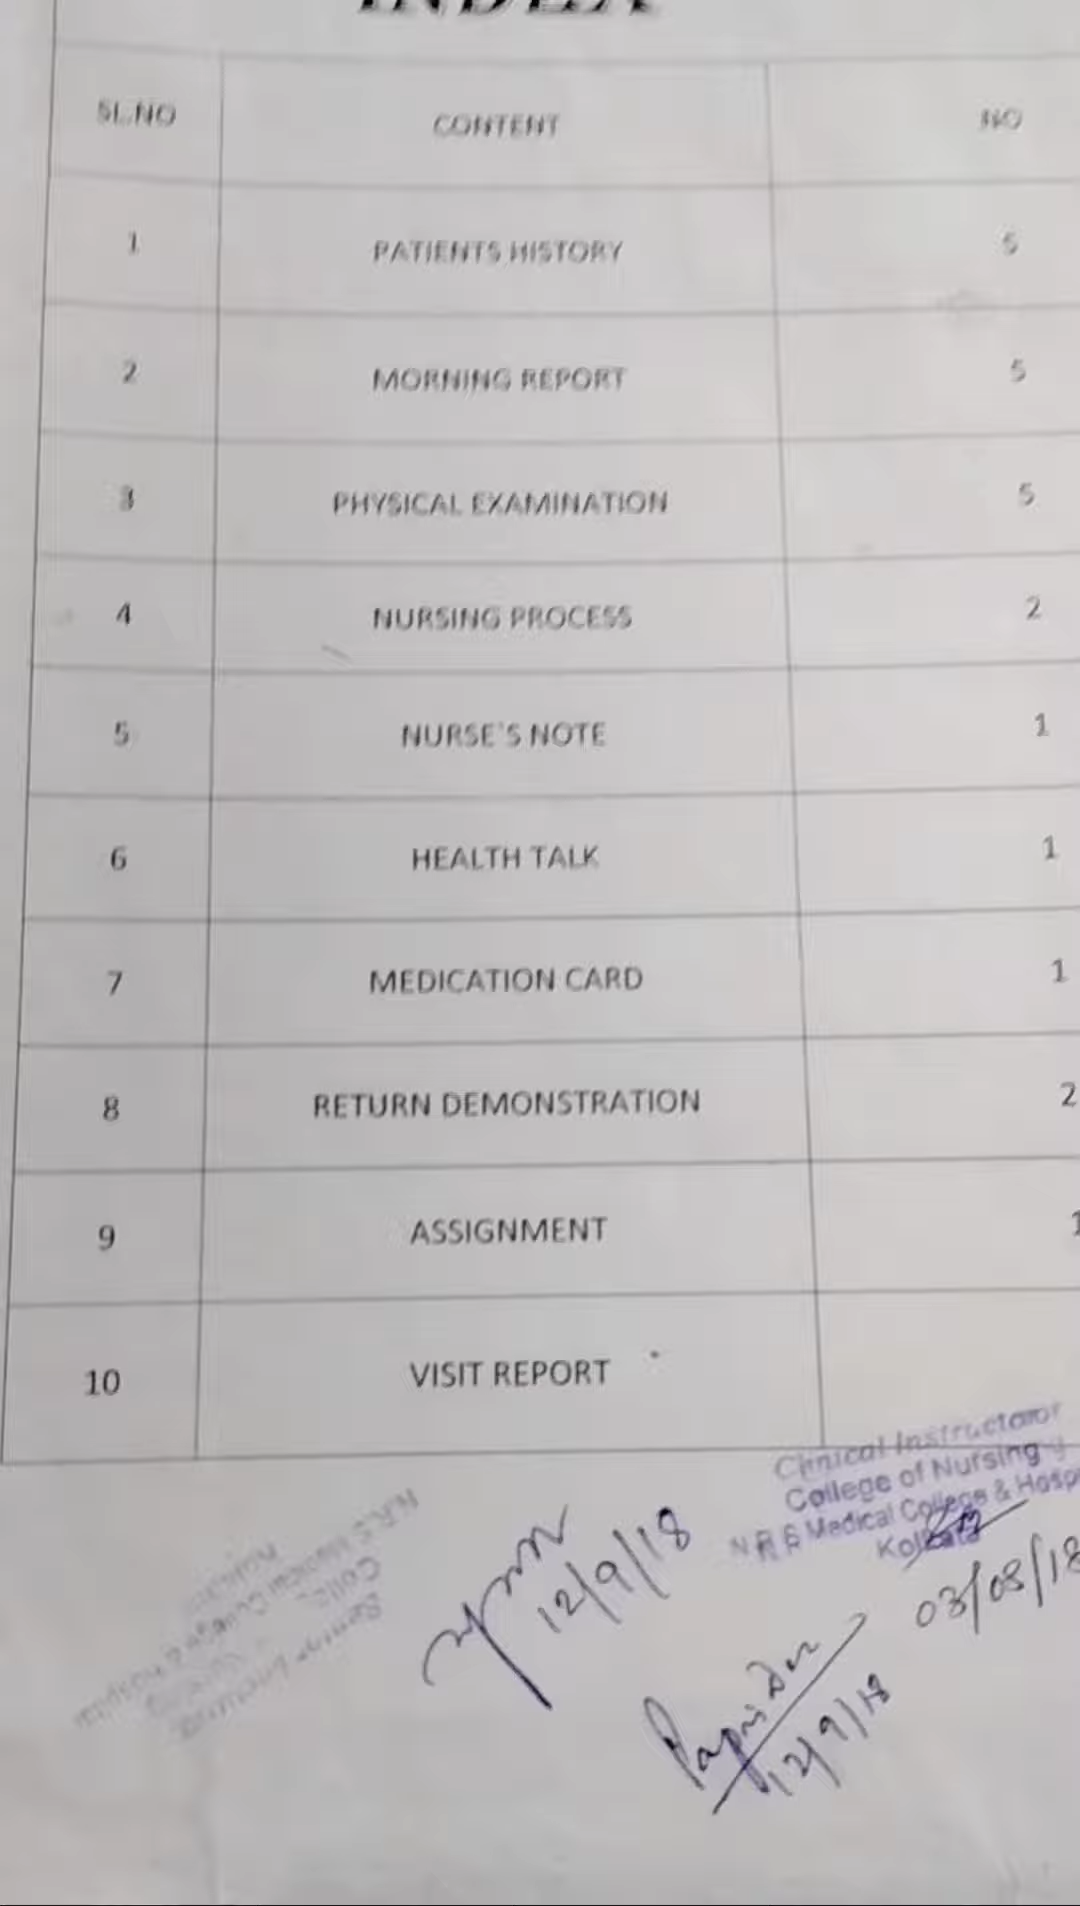 INDEX
SL.NO CONTENT NO
1 PATIENTS HISTORY 5
2 MORNING REPORT 5
3 PHYSICAL EXAMINATION 5
4 NURSING PROCESS 2
5 NURSE'S NOTE 1
6 HEALTH TALK 1
7 MEDICATION CARD 1
8 RETURN DEMONSTRATION 2
9 ASSIGNMENT 1
10 VISIT REPORT
Clinical Instructor
College of Nursing
N R S Medical College & Hosp
Kolkata
03/08/18
12/9/18
12/9/18